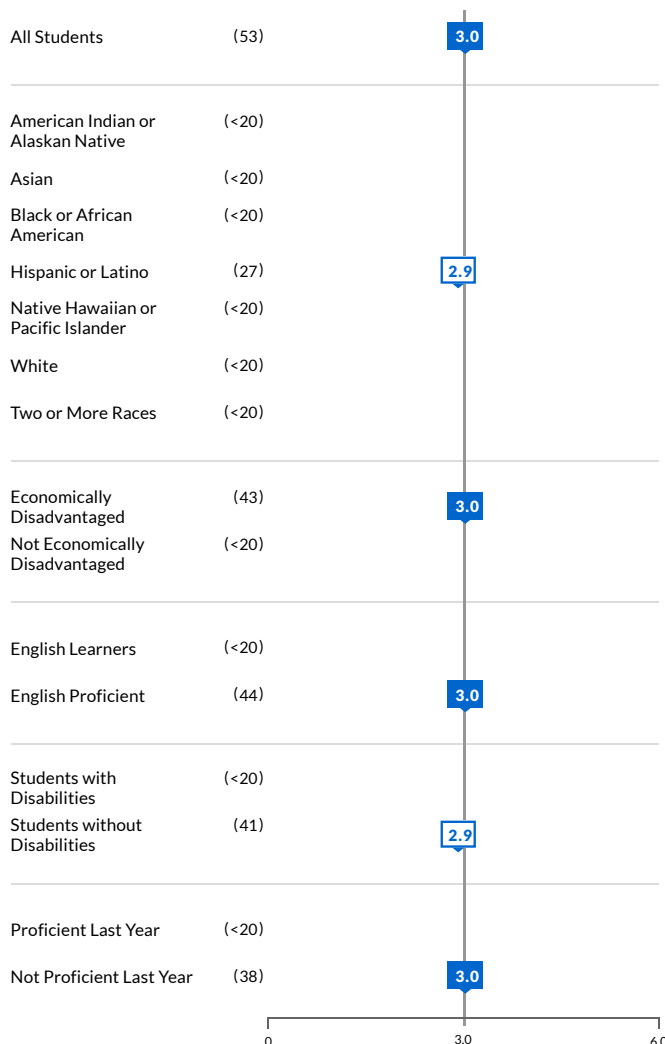 All Students (53) 3.0
American Indian or (<20)
Alaskan Native
Asian (<20)
Black or African (<20)
American
Hispanic or Latino (27) 2.9
Native Hawaiian or (<20)
Pacific Islander
White (<20)
Two or More Races (<20)
Economically (43) 3.0
Disadvantaged
Not Economically (<20)
Disadvantaged
English Learners (<20)
English Proficient (44) 3.0
Students with (<20)
Disabilities
Students without (41) 2.9
Disabilities
Proficient Last Year (<20)
Not Proficient Last Year (38) 3.0
0 3.0 6.0